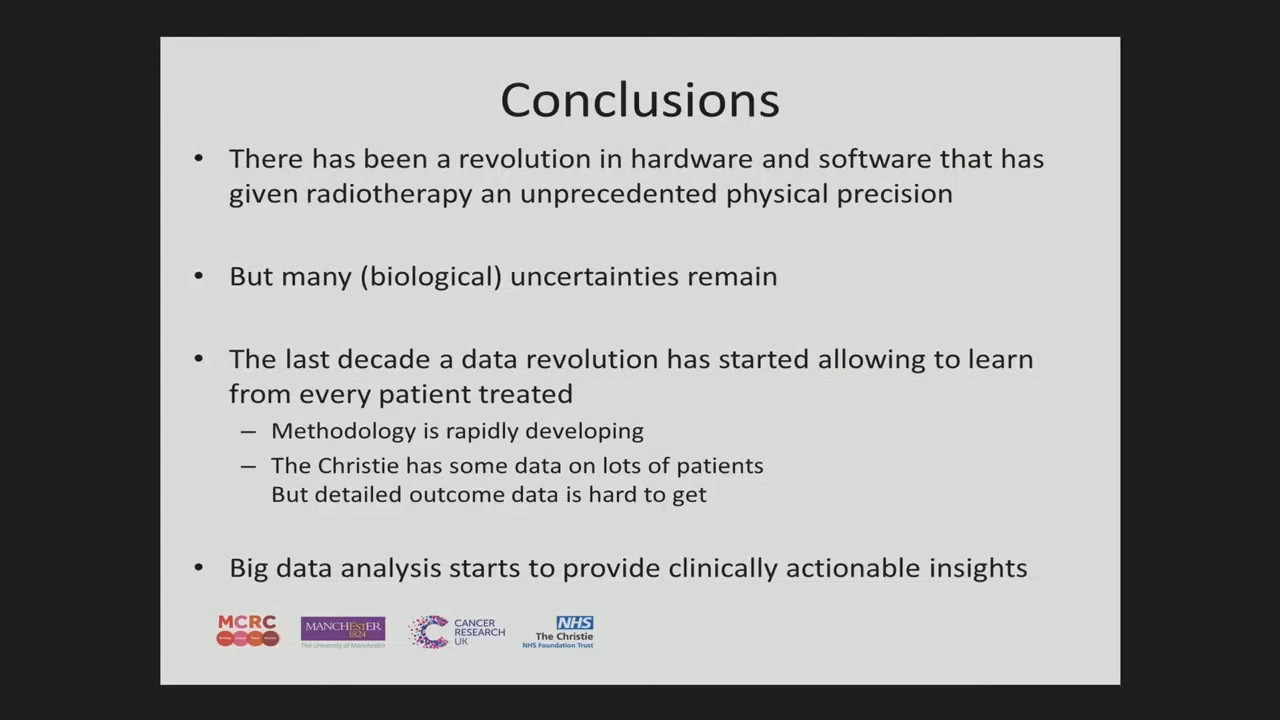 Conclusions
• There has been a revolution in hardware and software that has
given radiotherapy an unprecedented physical precision
• But many (biological) uncertainties remain
• The last decade a data revolution has started allowing to learn
from every patient treated
– Methodology is rapidly developing
– The Christie has some data on lots of patients
But detailed outcome data is hard to get
• Big data analysis starts to provide clinically actionable insights
MCRC
MANCHESTER
1824
The University of Manchester
CANCER
RESEARCH
UK
NHS
The Christie
NHS Foundation Trust